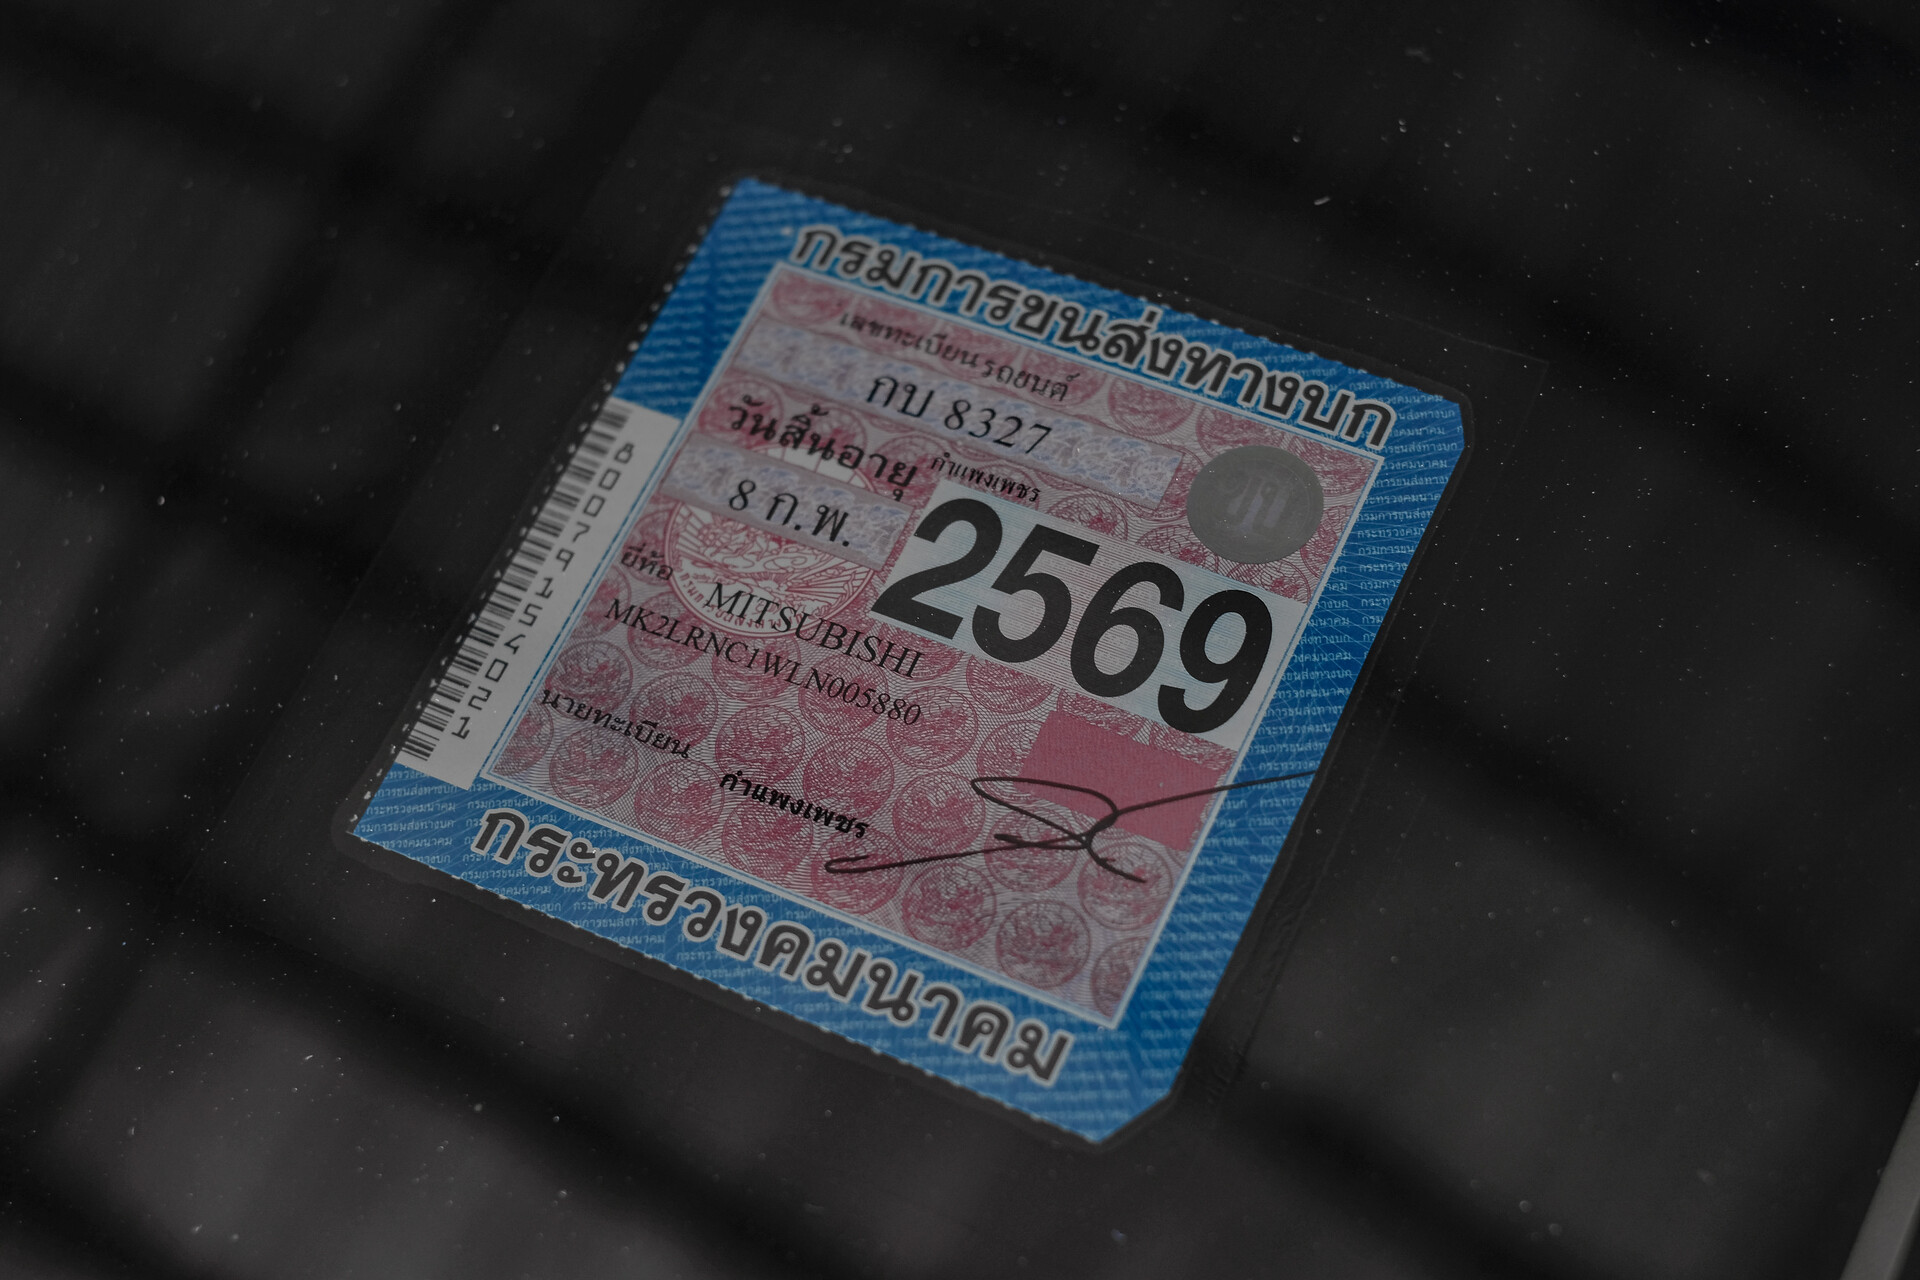 กรมการขนส่งทางบก
เลขทะเบียนรถยนต์
กบ 8327
กำแพงเพชร
วันสิ้นอายุ
8 ก.พ.
2569
ยี่ห้อ MITSUBISHI
MK2LRNC1WLN005880
นายทะเบียน
กำแพงเพชร
กระทรวงคมนาคม